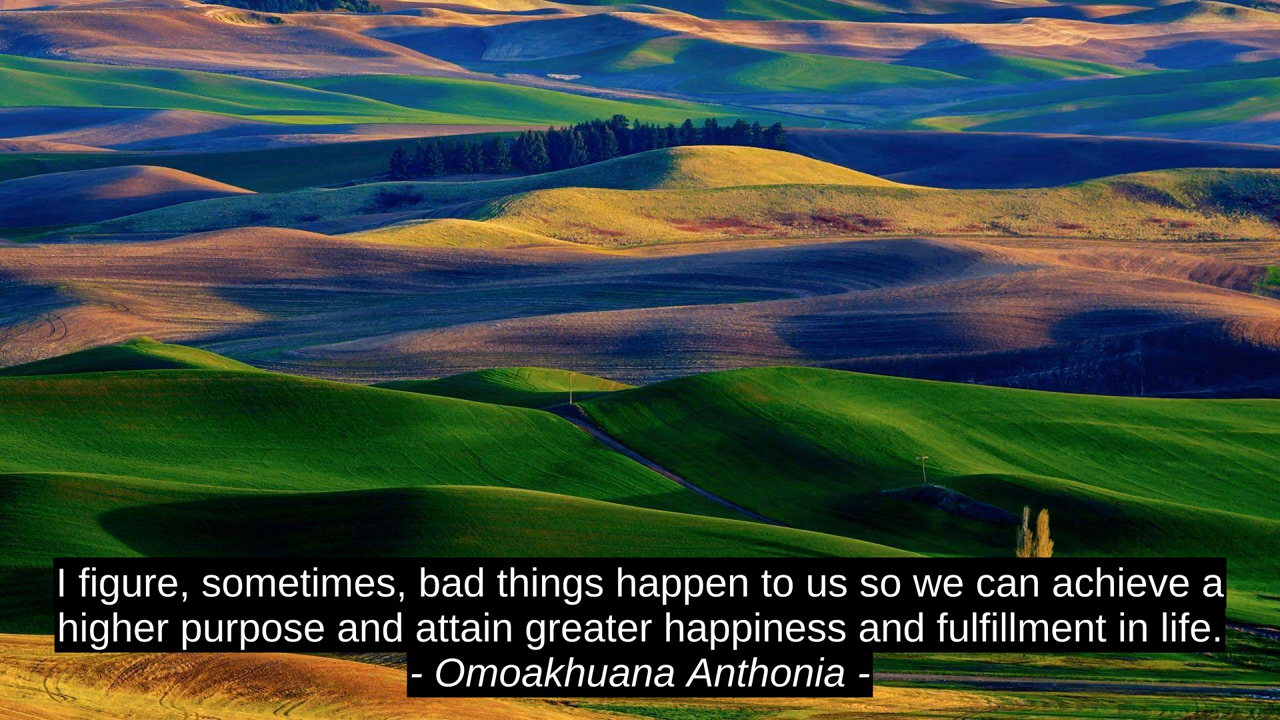 I figure, sometimes, bad things happen to us so we can achieve a
higher purpose and attain greater happiness and fulfillment in life.
- Omoakhuana Anthonia -